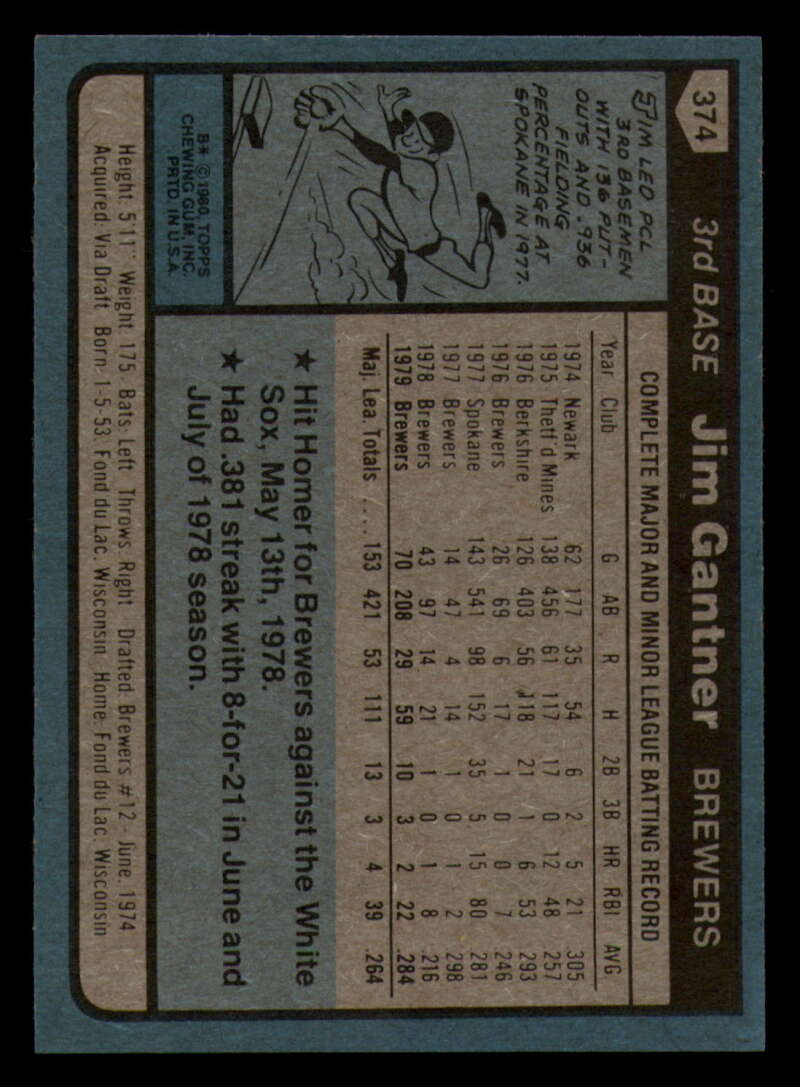 374 3rd BASE Jim Gantner BREWERS
JIM LED PCL
3RD BASEMEN
WITH 136 PUT-
OUTS AND .936
FIELDING
PERCENTAGE AT
SPOKANE IN 1977.
B* © 1980, TOPPS
CHEWING GUM, INC.
PRTD. IN U.S.A.
COMPLETE MAJOR AND MINOR LEAGUE BATTING RECORD
Year Club G AB R H 2B 3B HR RBI AVG
1974 Newark 62 177 35 54 6 2 5 21 .305
1975 Thetf'd Mines 138 456 61 117 17 0 12 48 .257
1976 Berkshire 126 403 56 118 21 1 6 53 .293
1976 Brewers 26 69 6 17 1 0 0 7 .246
1977 Spokane 143 541 98 152 35 5 15 80 .281
1977 Brewers 14 47 4 14 1 0 1 2 .298
1978 Brewers 43 97 14 21 1 0 1 8 .216
1979 Brewers 70 208 29 59 10 3 2 22 .284
Maj. Lea. Totals .... 153 421 53 111 13 3 4 39 .264
★ Hit Homer for Brewers against the White
Sox, May 13th, 1978.
★ Had .381 streak with 8-for-21 in June and
July of 1978 season.
Height: 5'11" Weight: 175 Bats: Left Throws: Right Drafted: Brewers #12 - June, 1974
Acquired: Via Draft Born: 1-5-53, Fond du Lac, Wisconsin Home: Fond du Lac, Wisconsin